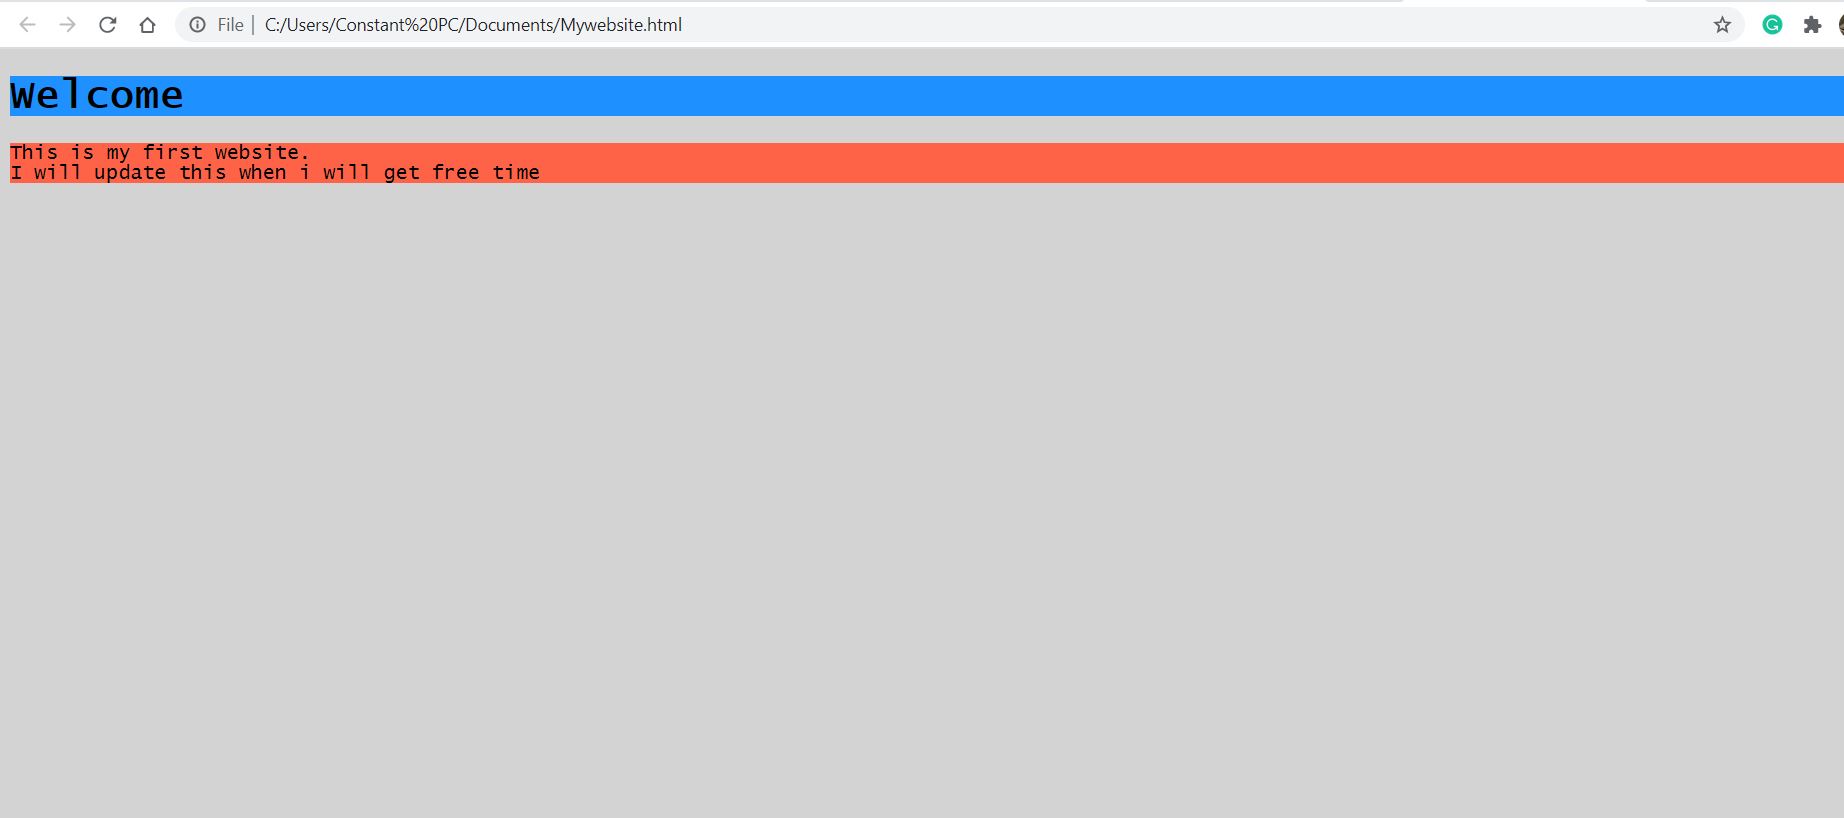 File | C:/Users/Constant%20PC/Documents/Mywebsite.html
Welcome
This is my first website.
I will update this when i will get free time